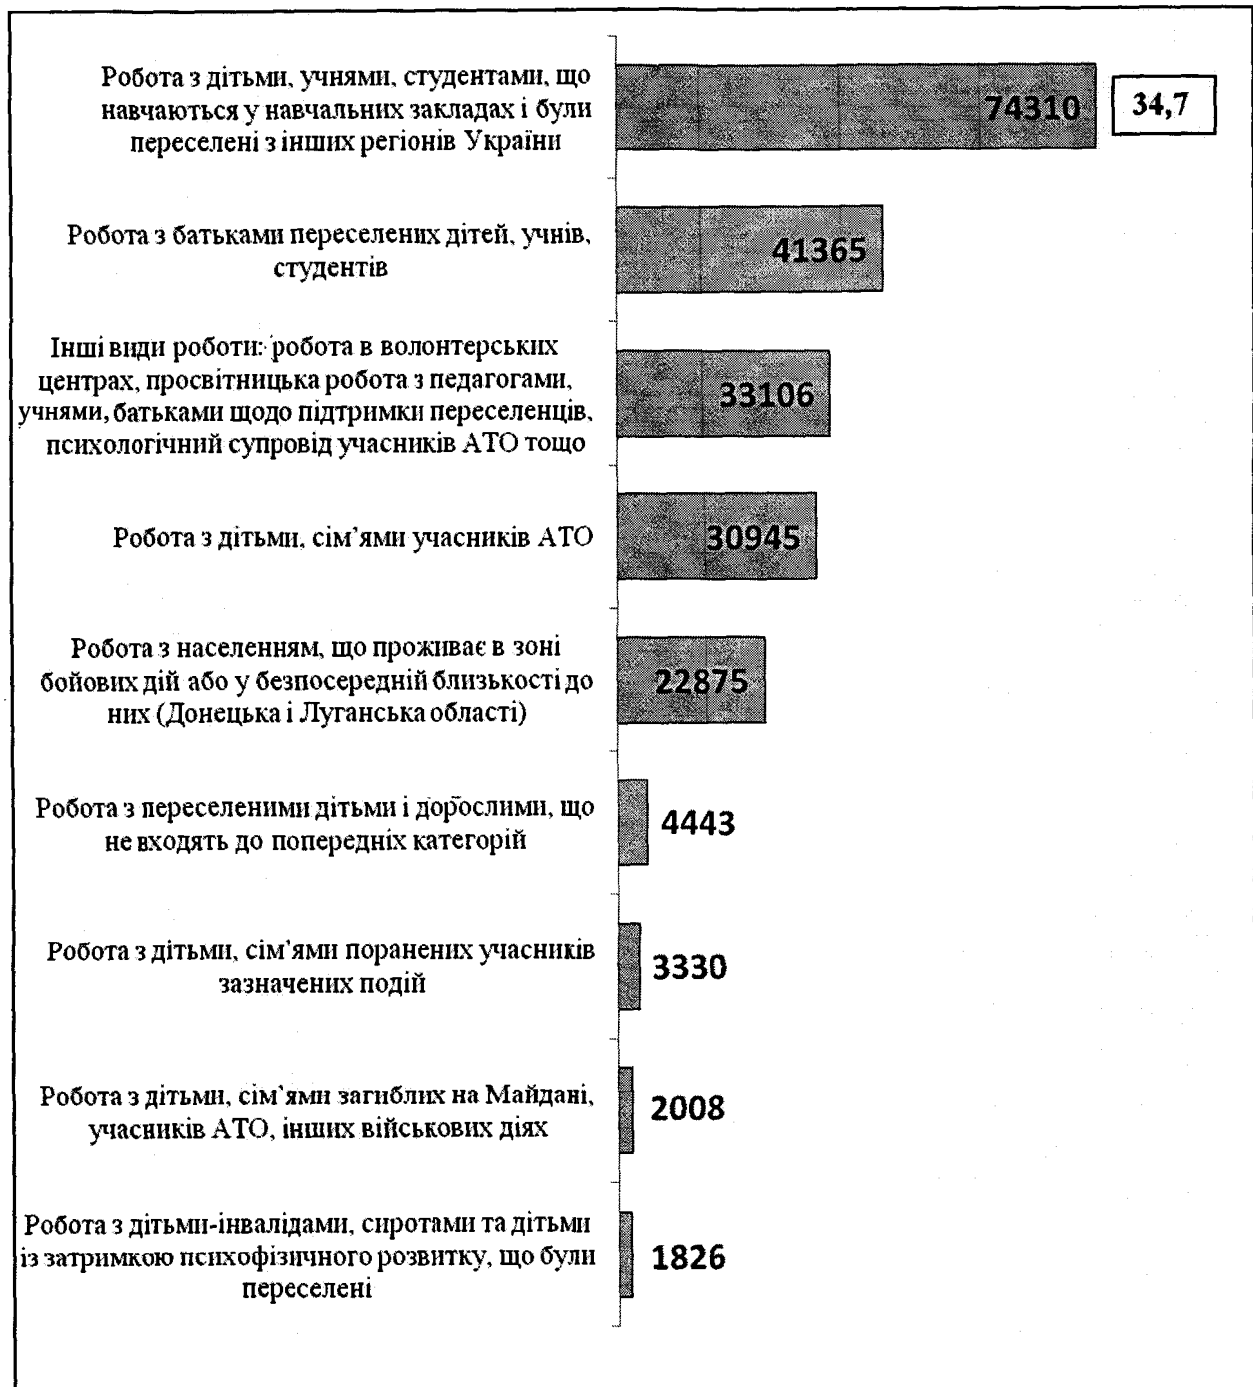 Робота з дітьми, учнями, студентами, що
навчаються у навчальних закладах і були
переселені з інших регіонів України
74310
34,7
Робота з батьками переселених дітей, учнів,
студентів
41365
Інші види роботи: робота в волонтерських
центрах, просвітницька робота з педагогами,
учнями, батьками щодо підтримки переселенців,
психологічний супровід учасників АТО тощо
33106
Робота з дітьми, сім’ями учасників АТО
30945
Робота з населенням, що проживає в зоні
бойових дій або у безпосередній близькості до
них (Донецька і Луганська області)
22875
Робота з переселеними дітьми і дорослими, що
не входять до попередніх категорій
4443
Робота з дітьми, сім’ями поранених учасників
зазначених подій
3330
Робота з дітьми, сім’ями загиблих на Майдані,
учасників АТО, інших військових діях
2008
Робота з дітьми-інвалідами, сиротами та дітьми
із затримкою психофізичного розвитку, що були
переселені
1826